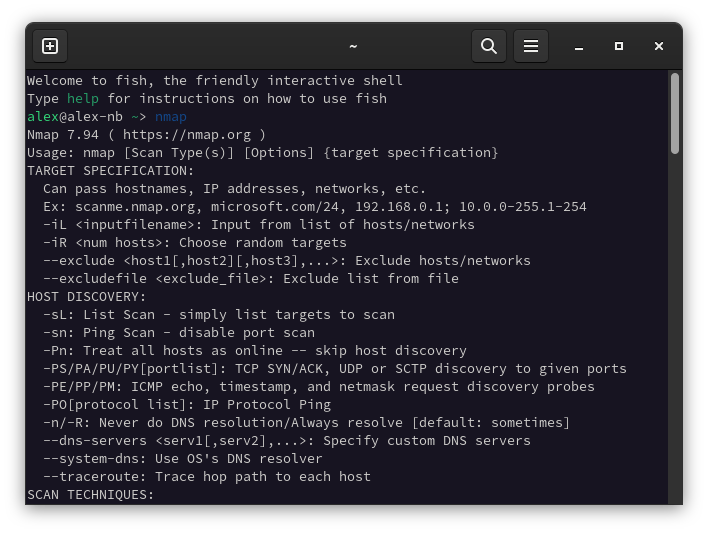 ~
Welcome to fish, the friendly interactive shell
Type help for instructions on how to use fish
alex@alex-nb ~> nmap
Nmap 7.94 ( https://nmap.org )
Usage: nmap [Scan Type(s)] [Options] {target specification}
TARGET SPECIFICATION:
  Can pass hostnames, IP addresses, networks, etc.
  Ex: scanme.nmap.org, microsoft.com/24, 192.168.0.1; 10.0.0-255.1-254
  -iL <inputfilename>: Input from list of hosts/networks
  -iR <num hosts>: Choose random targets
  --exclude <host1[,host2][,host3],...>: Exclude hosts/networks
  --excludefile <exclude_file>: Exclude list from file
HOST DISCOVERY:
  -sL: List Scan - simply list targets to scan
  -sn: Ping Scan - disable port scan
  -Pn: Treat all hosts as online -- skip host discovery
  -PS/PA/PU/PY[portlist]: TCP SYN/ACK, UDP or SCTP discovery to given ports
  -PE/PP/PM: ICMP echo, timestamp, and netmask request discovery probes
  -PO[protocol list]: IP Protocol Ping
  -n/-R: Never do DNS resolution/Always resolve [default: sometimes]
  --dns-servers <serv1[,serv2],...>: Specify custom DNS servers
  --system-dns: Use OS's DNS resolver
  --traceroute: Trace hop path to each host
SCAN TECHNIQUES: